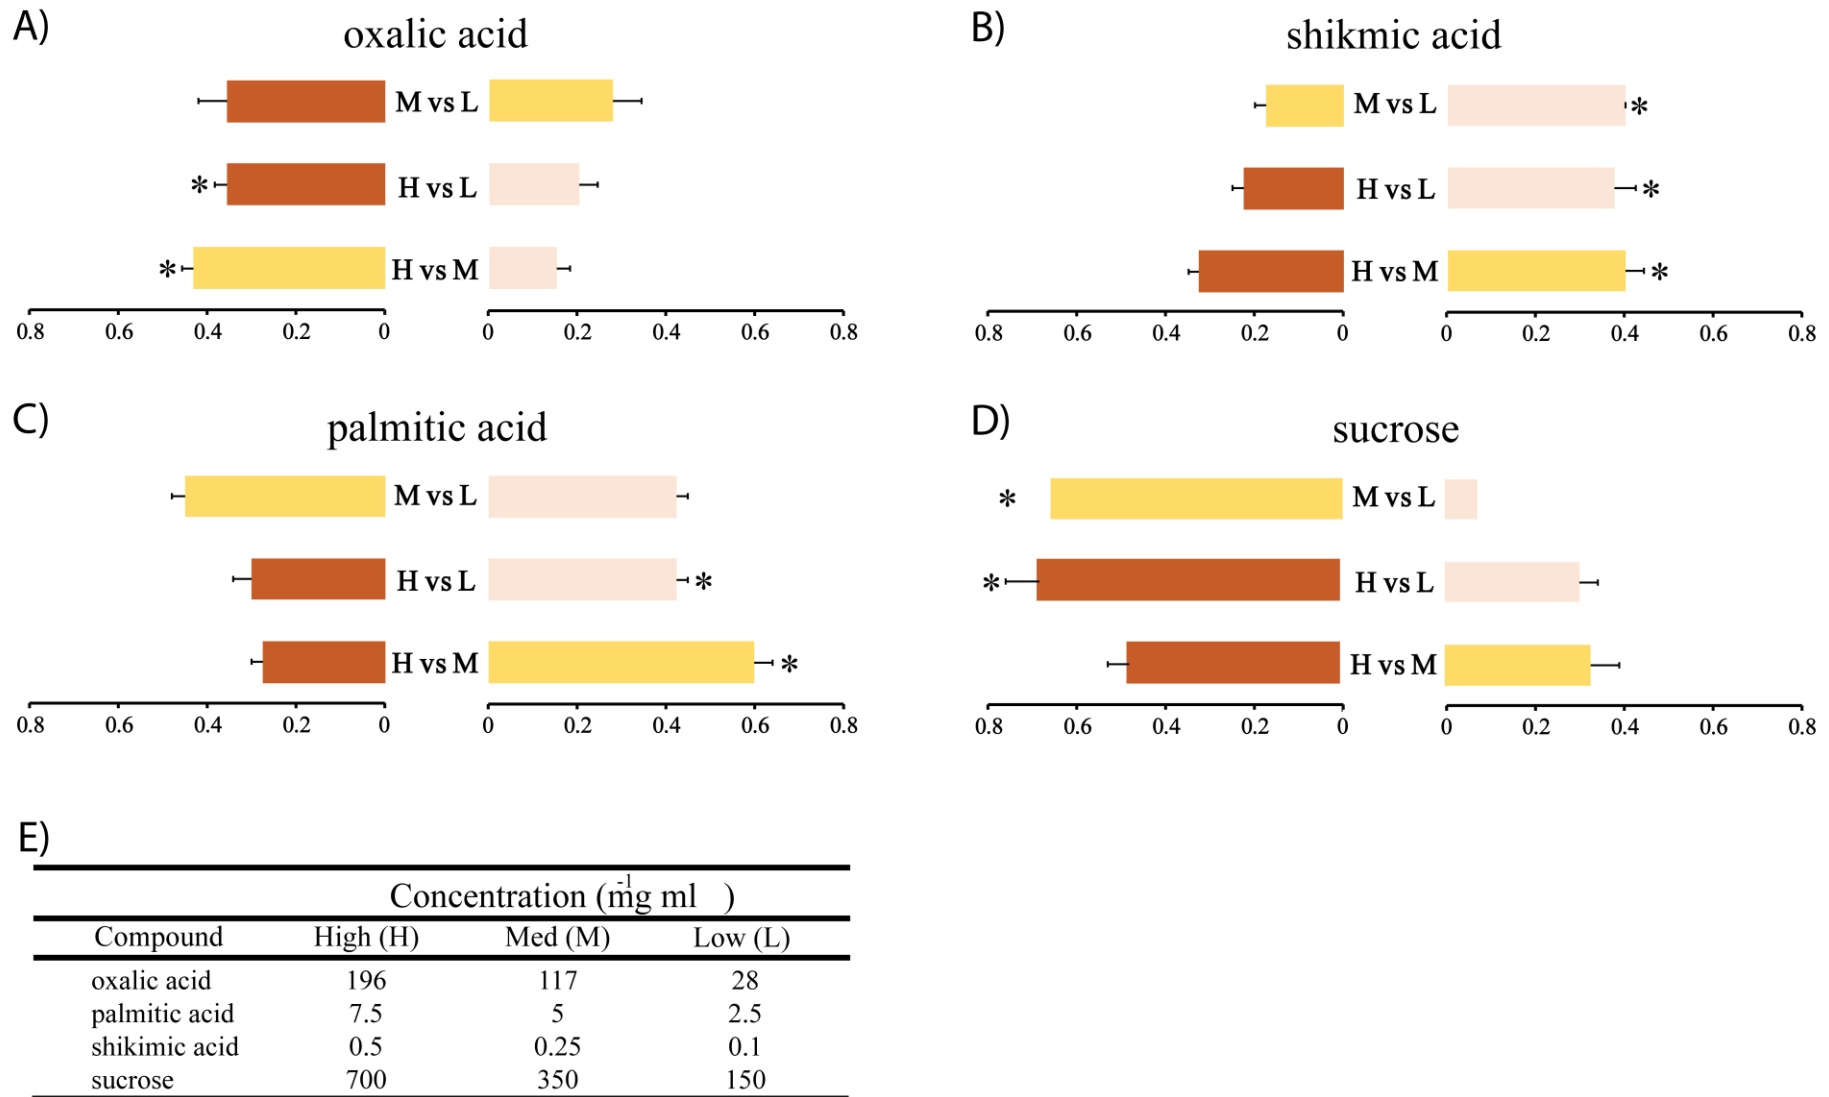 A)
oxalic acid
M vs L
* H vs L
* H vs M
0.8 0.6 0.4 0.2 0 0 0.2 0.4 0.6 0.8
B)
shikmic acid
M vs L *
H vs L *
H vs M *
0.8 0.6 0.4 0.2 0 0 0.2 0.4 0.6 0.8
C)
palmitic acid
M vs L
H vs L *
H vs M *
0.8 0.6 0.4 0.2 0 0 0.2 0.4 0.6 0.8
D)
sucrose
* M vs L
* H vs L
H vs M
0.8 0.6 0.4 0.2 0 0 0.2 0.4 0.6 0.8
E)
Concentration (mg ml -1)
Compound High (H) Med (M) Low (L)
oxalic acid 196 117 28
palmitic acid 7.5 5 2.5
shikimic acid 0.5 0.25 0.1
sucrose 700 350 150